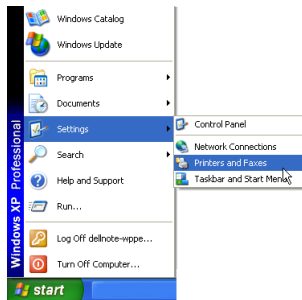 Windows Catalog
Windows Update
Programs
Documents
Settings
Control Panel
Network Connections
Printers and Faxes
Taskbar and Start Menu
Search
Help and Support
Run...
Log Off dellnote-wppe...
Turn Off Computer...
Windows XP Professional
start